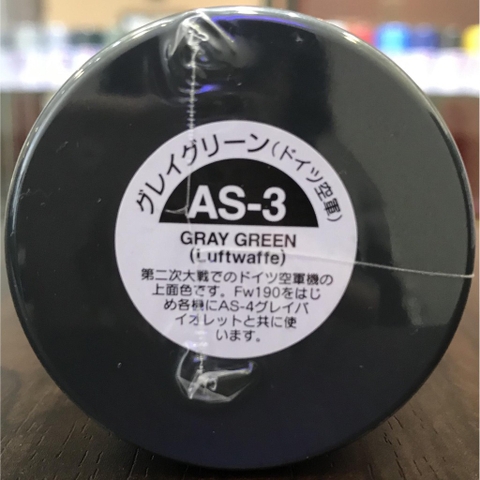 グレイグリーン(ドイツ空軍)
AS-3
GRAY GREEN
(Luftwaffe)
第二次大戦でのドイツ空軍機の
上面色です。Fw190をはじ
め各機にAS-4グレイバ
イオレットと共に使
います。